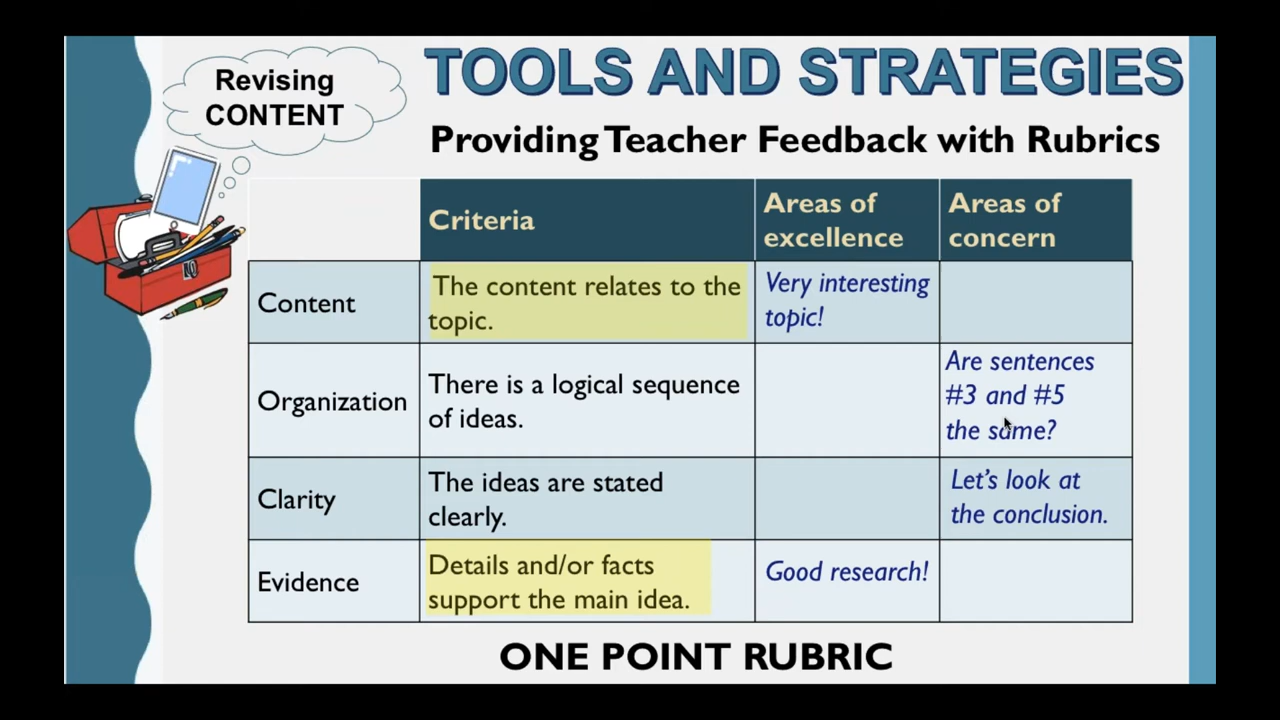 Revising
CONTENT
TOOLS AND STRATEGIES
Providing Teacher Feedback with Rubrics
Criteria
Areas of
excellence
Areas of
concern
Content
The content relates to the
topic.
Very interesting
topic!
Organization
There is a logical sequence
of ideas.
Are sentences
#3 and #5
the same?
Clarity
The ideas are stated
clearly.
Let's look at
the conclusion.
Evidence
Details and/or facts
support the main idea.
Good research!
ONE POINT RUBRIC